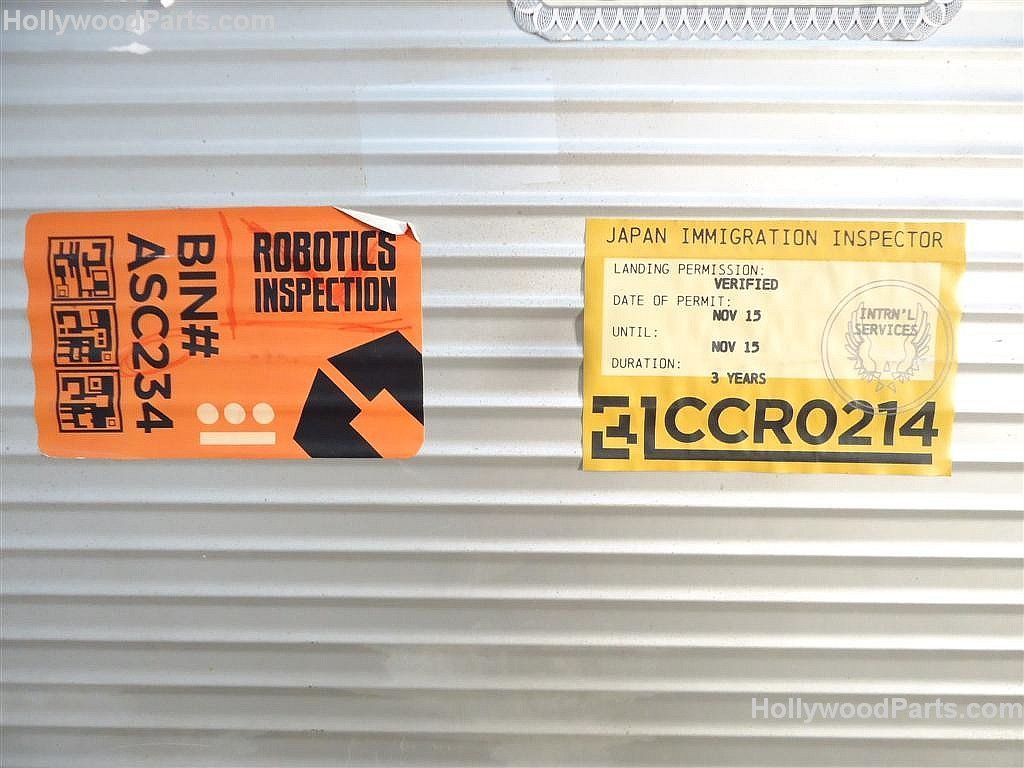 HollywoodParts.com
ROBOTICS
INSPECTION
BIN#
ASC234
JAPAN IMMIGRATION INSPECTOR
LANDING PERMISSION:
VERIFIED
DATE OF PERMIT:
NOV 15
UNTIL:
NOV 15
DURATION:
3 YEARS
INTRN'L
SERVICES
CCR0214
HollywoodParts.com